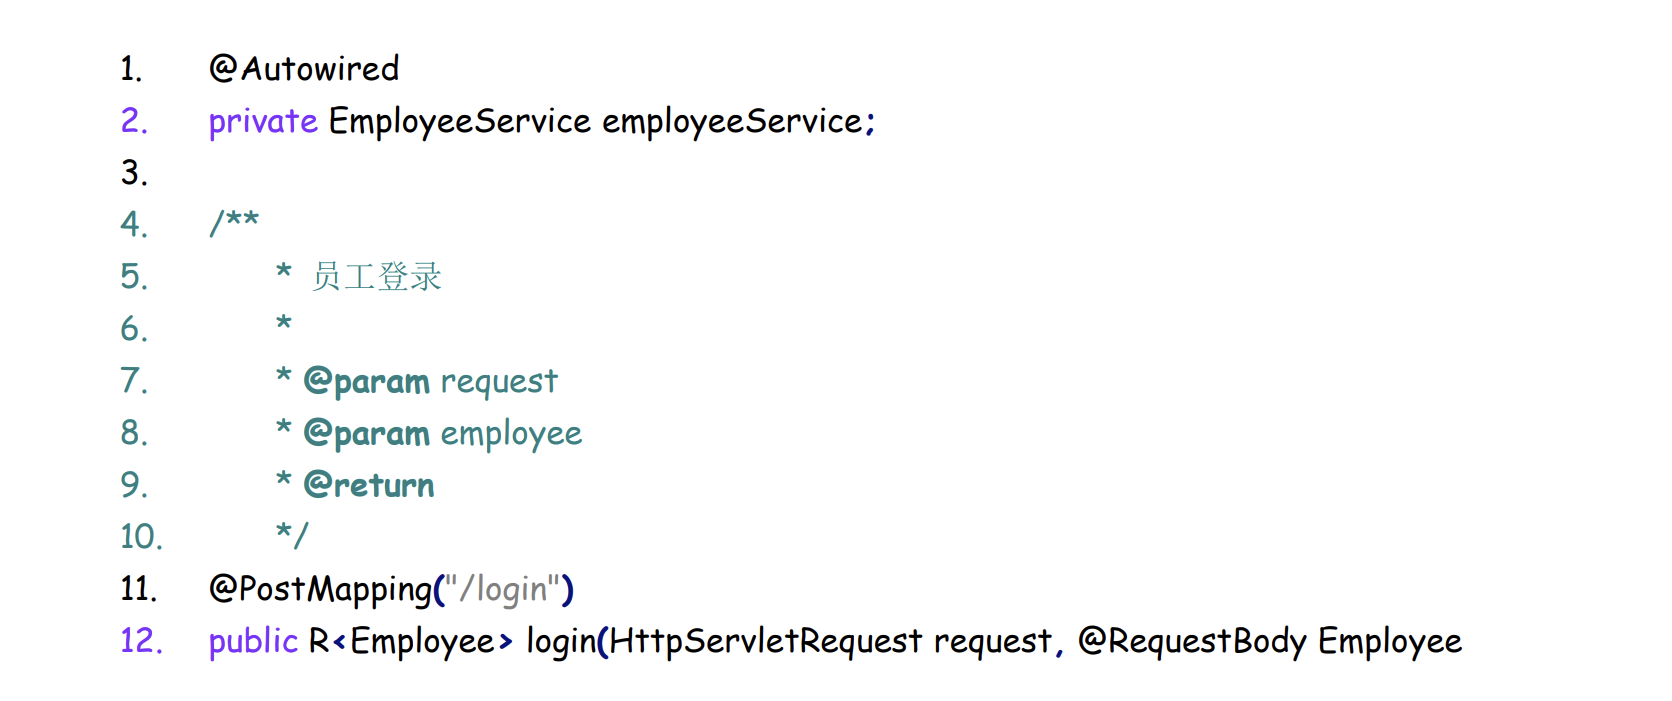 1. @Autowired
2. private EmployeeService employeeService;
3.
4. /**
5. * 员工登录
6. *
7. * @param request
8. * @param employee
9. * @return
10. */
11. @PostMapping("/login")
12. public R<Employee> login(HttpServletRequest request, @RequestBody Employee